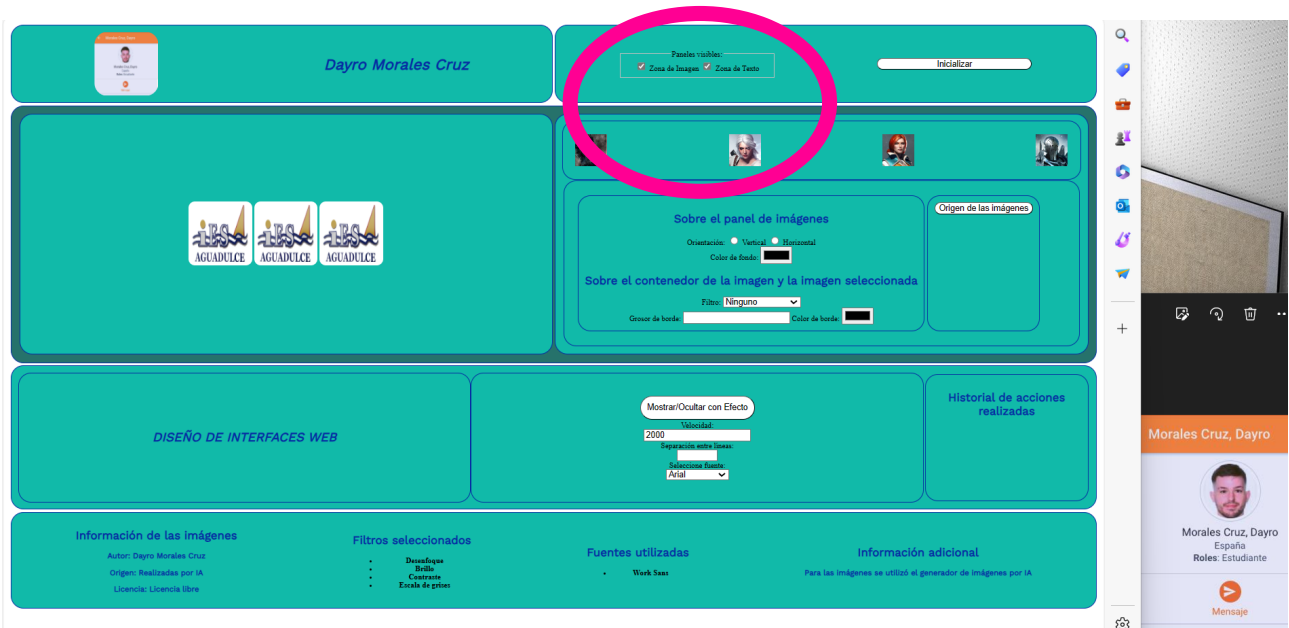 Dayro Morales Cruz
Paneles visibles:
Zona de Imagen Zona de Texto
Inicializar
iES AGUADULCE
iES AGUADULCE
iES AGUADULCE
Sobre el panel de imágenes
Orientación: Vertical Horizontal
Color de fondo:
Sobre el contenedor de la imagen y la imagen seleccionada
Filtro: Ninguno
Grosor de borde: Color de borde:
Origen de las imágenes
DISEÑO DE INTERFACES WEB
Mostrar/Ocultar con Efecto
Velocidad:
2000
Separación entre líneas:
Seleccione fuente:
Arial
Historial de acciones
realizadas
Información de las imágenes
Autor: Dayro Morales Cruz
Origen: Realizadas por IA
Licencia: Licencia libre
Filtros seleccionados
Desenfoque
Brillo
Contraste
Escala de grises
Fuentes utilizadas
Work Sans
Información adicional
Para las imágenes se utilizó el generador de imágenes por IA
Morales Cruz, Dayro
Morales Cruz, Dayro
España
Roles: Estudiante
Mensaje